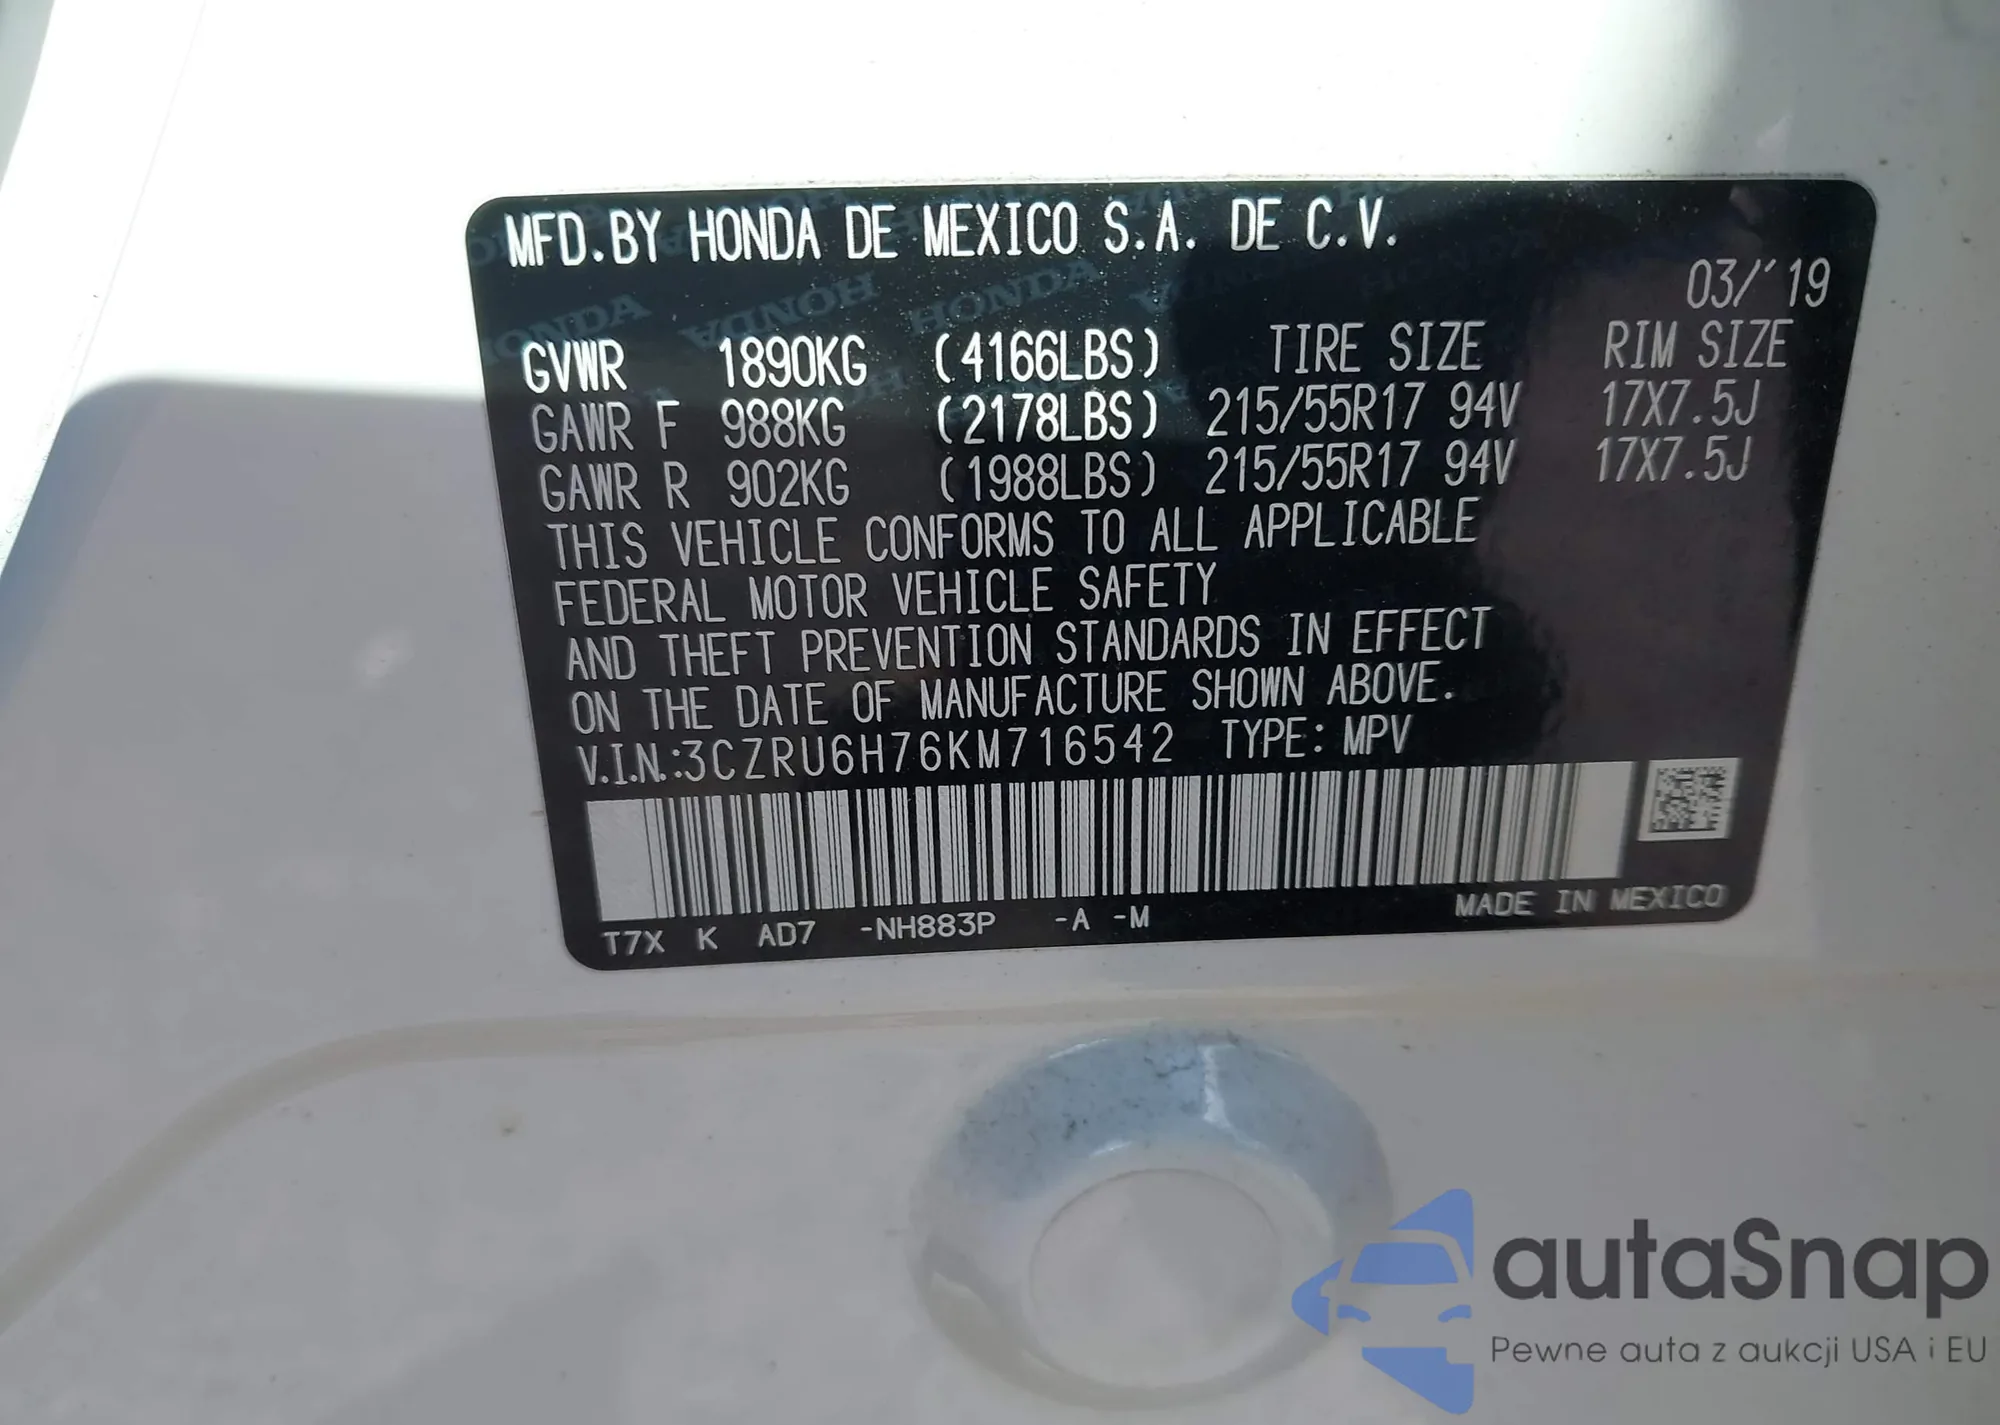 MFD.BY HONDA DE MEXICO S.A. DE C.V.
03/'19
GVWR 1890KG (4166LBS) TIRE SIZE RIM SIZE
GAWR F 988KG (2178LBS) 215/55R17 94V 17X7.5J
GAWR R 902KG (1988LBS) 215/55R17 94V 17X7.5J
THIS VEHICLE CONFORMS TO ALL APPLICABLE
FEDERAL MOTOR VEHICLE SAFETY
AND THEFT PREVENTION STANDARDS IN EFFECT
ON THE DATE OF MANUFACTURE SHOWN ABOVE.
V.I.N.:3CZRU6H76KM716542 TYPE: MPV
T7X K AD7 -NH883P -A -M MADE IN MEXICO
autaSnap
Pewne auta z aukcji USA i EU